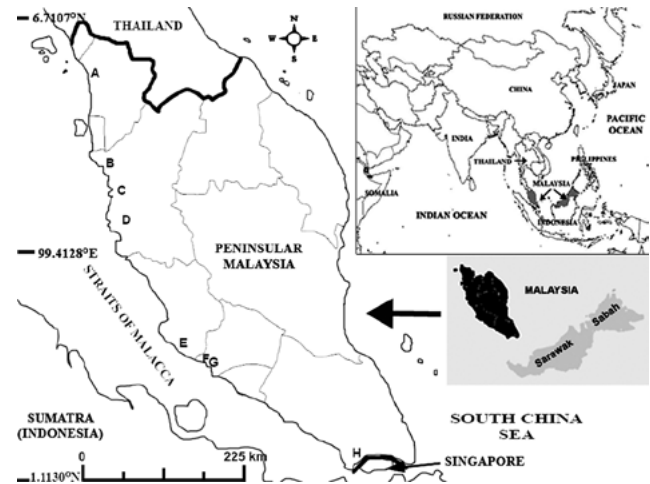 6.7107°N
THAILAND
N
W
E
S
A
B
C
D
PENINSULAR
MALAYSIA
99.4128°E
STRAITS OF MALACCA
E
F
G
SUMATRA
(INDONESIA)
H
SINGAPORE
SOUTH CHINA
SEA
1.1130°N
0
225 km
RUSSIAN FEDERATION
CHINA
JAPAN
PACIFIC
OCEAN
INDIA
THAILAND
PHILIPPINES
SOMALIA
MALAYSIA
INDIAN OCEAN
INDONESIA
MALAYSIA
Sabah
Sarawak